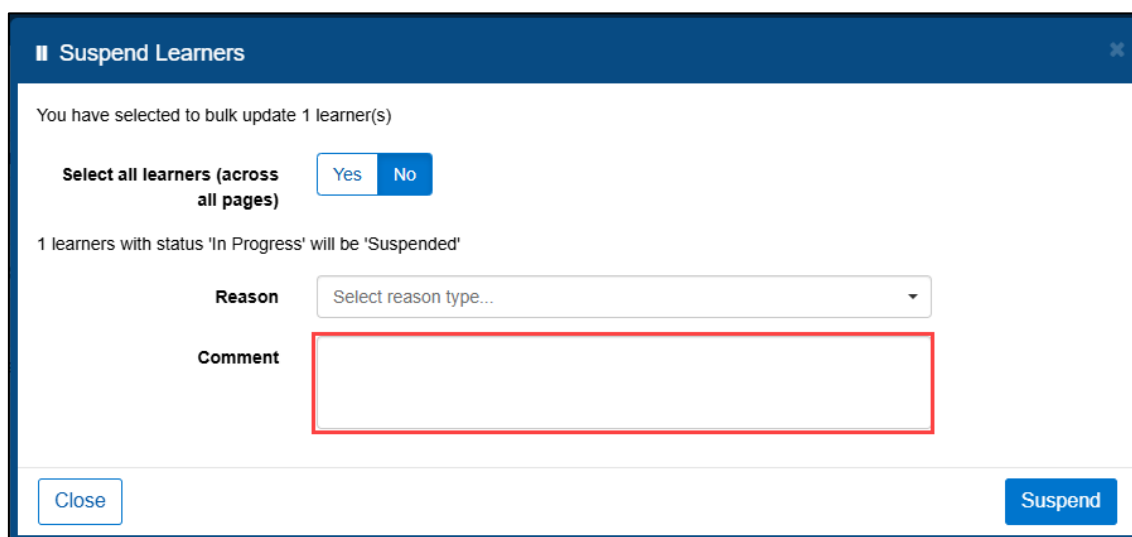 Suspend Learners
You have selected to bulk update 1 learner(s)
Select all learners (across
all pages)
Yes No
1 learners with status 'In Progress' will be 'Suspended'
Reason
Select reason type...
Comment
Close
Suspend